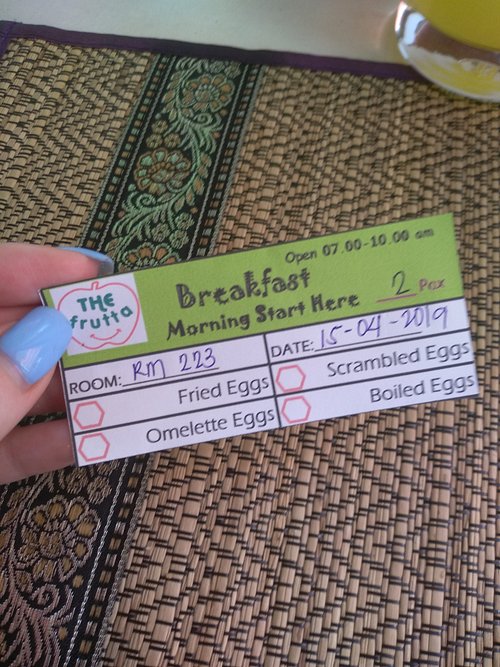 THE
frutta
Open 07.00-10.00 am
Breakfast
Morning Start Here
2 Pax
ROOM: RM 223
DATE: 15-04-2019
Fried Eggs
Scrambled Eggs
Omelette Eggs
Boiled Eggs